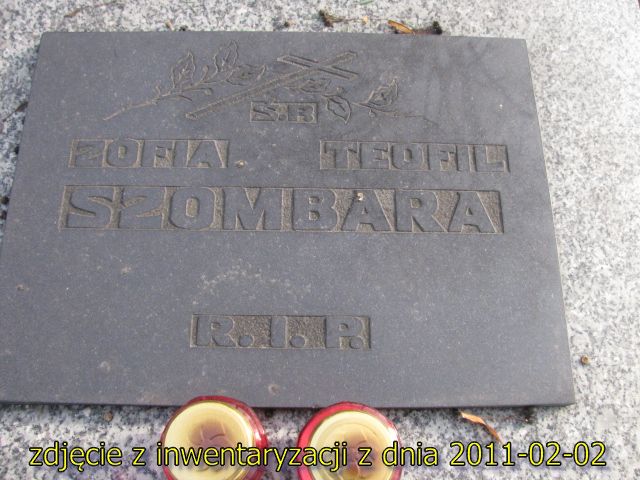 Ś.P.
ZOFIA TEOFIL
SZOMBARA
R.I.P.
zdjęcie z inwentaryzacji z dnia 2011-02-02